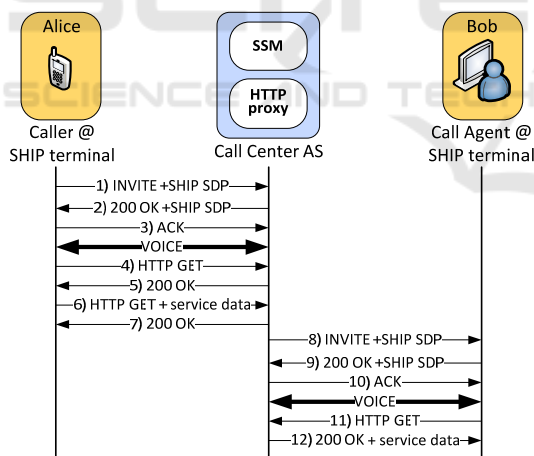 SCIENCE AND TECH
Alice
SSM
HTTP
proxy
Bob
Caller @
SHIP terminal
Call Center AS
Call Agent @
SHIP terminal
1) INVITE +SHIP SDP
2) 200 OK +SHIP SDP
3) ACK
VOICE
4) HTTP GET
5) 200 OK
6) HTTP GET + service data
7) 200 OK
8) INVITE +SHIP SDP
9) 200 OK +SHIP SDP
10) ACK
VOICE
11) HTTP GET
12) 200 OK + service data